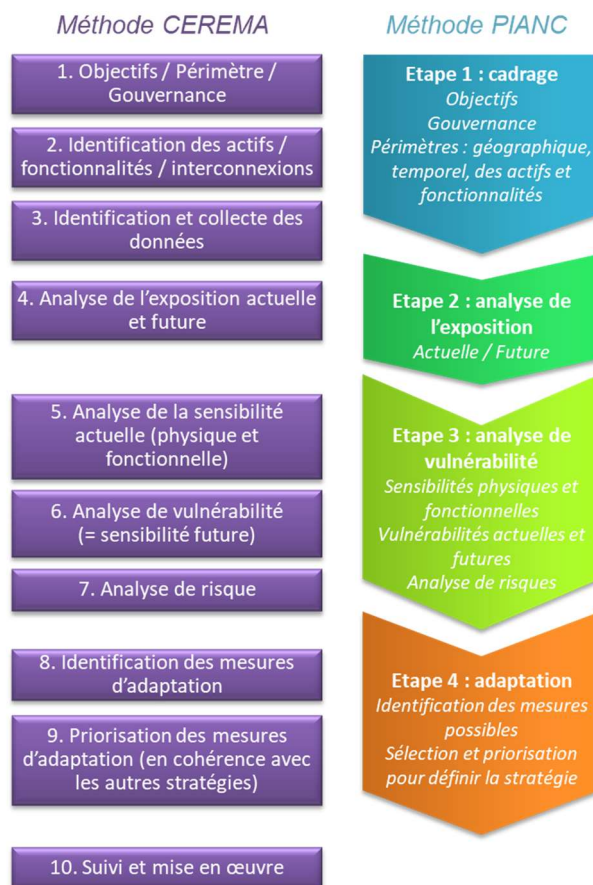 Méthode CEREMA
1. Objectifs / Périmètre /
Gouvernance
2. Identification des actifs /
fonctionnalités / interconnexions
3. Identification et collecte des
données
4. Analyse de l’exposition actuelle
et future
5. Analyse de la sensibilité
actuelle (physique et
fonctionnelle)
6. Analyse de vulnérabilité
(= sensibilité future)
7. Analyse de risque
8. Identification des mesures
d’adaptation
9. Priorisation des mesures
d’adaptation (en cohérence avec
les autres stratégies)
10. Suivi et mise en œuvre
Méthode PIANC
Etape 1 : cadrage
Objectifs
Gouvernance
Périmètres : géographique,
temporel, des actifs et
fonctionnalités
Etape 2 : analyse de
l’exposition
Actuelle / Future
Etape 3 : analyse de
vulnérabilité
Sensibilités physiques et
fonctionnelles
Vulnérabilités actuelles et
futures
Analyse de risques
Etape 4 : adaptation
Identification des mesures
possibles
Sélection et priorisation
pour définir la stratégie